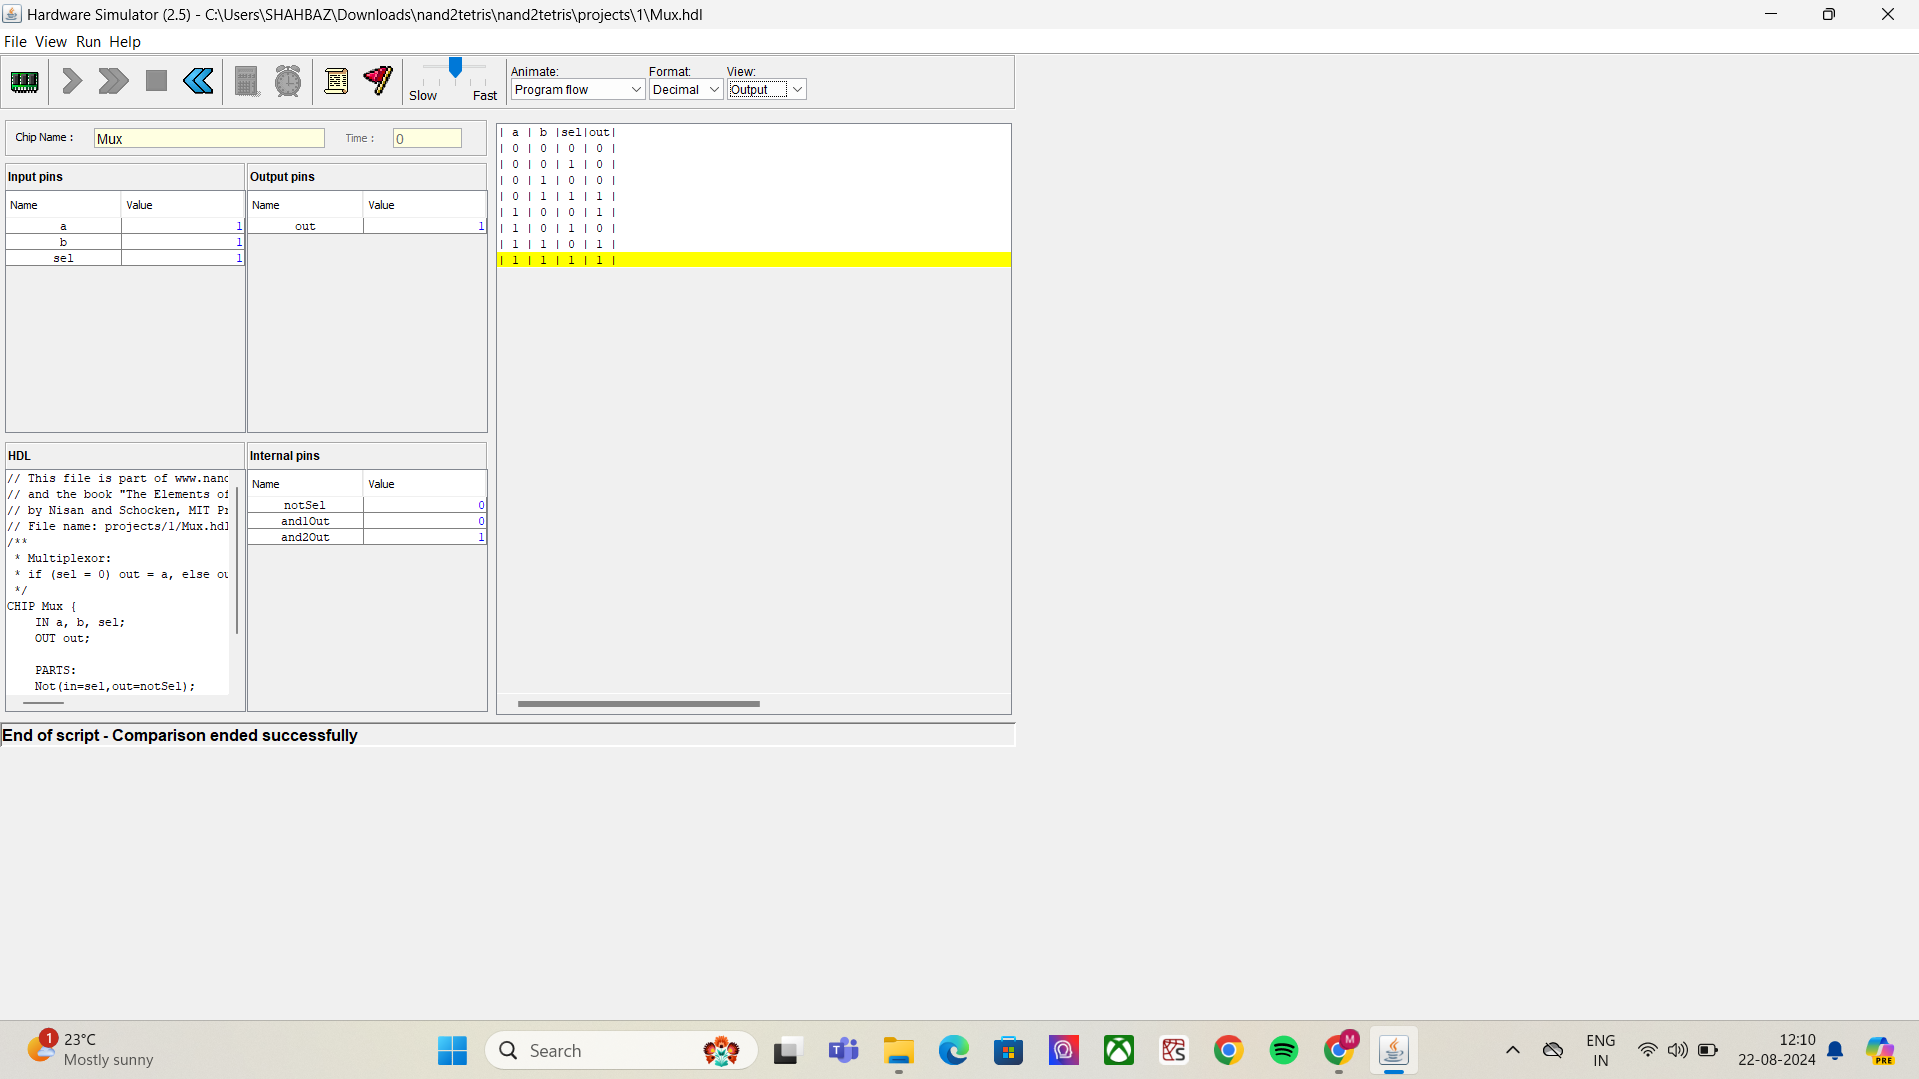 Hardware Simulator (2.5) - C:\Users\SHAHBAZ\Downloads\nand2tetris\nand2tetris\projects\1\Mux.hdl
File View Run Help
Slow Fast
Animate:
Program flow
Format:
Decimal
View:
Output
Chip Name :
Mux
Time :
0
Input pins
Name Value
a 1
b 1
sel 1
Output pins
Name Value
out 1
| a | b |sel|out|
| 0 | 0 | 0 | 0 |
| 0 | 0 | 1 | 0 |
| 0 | 1 | 0 | 0 |
| 0 | 1 | 1 | 1 |
| 1 | 0 | 0 | 1 |
| 1 | 0 | 1 | 0 |
| 1 | 1 | 0 | 1 |
| 1 | 1 | 1 | 1 |
HDL
// This file is part of www.nand
// and the book "The Elements of
// by Nisan and Schocken, MIT Pr
// File name: projects/1/Mux.hdl
/**
* Multiplexor:
* if (sel = 0) out = a, else ou
*/
CHIP Mux {
IN a, b, sel;
OUT out;
PARTS:
Not(in=sel,out=notSel);
Internal pins
Name Value
notSel 0
and1Out 0
and2Out 1
End of script - Comparison ended successfully
1
23°C
Mostly sunny
Search
M
ENG
IN
12:10
22-08-2024
PRE